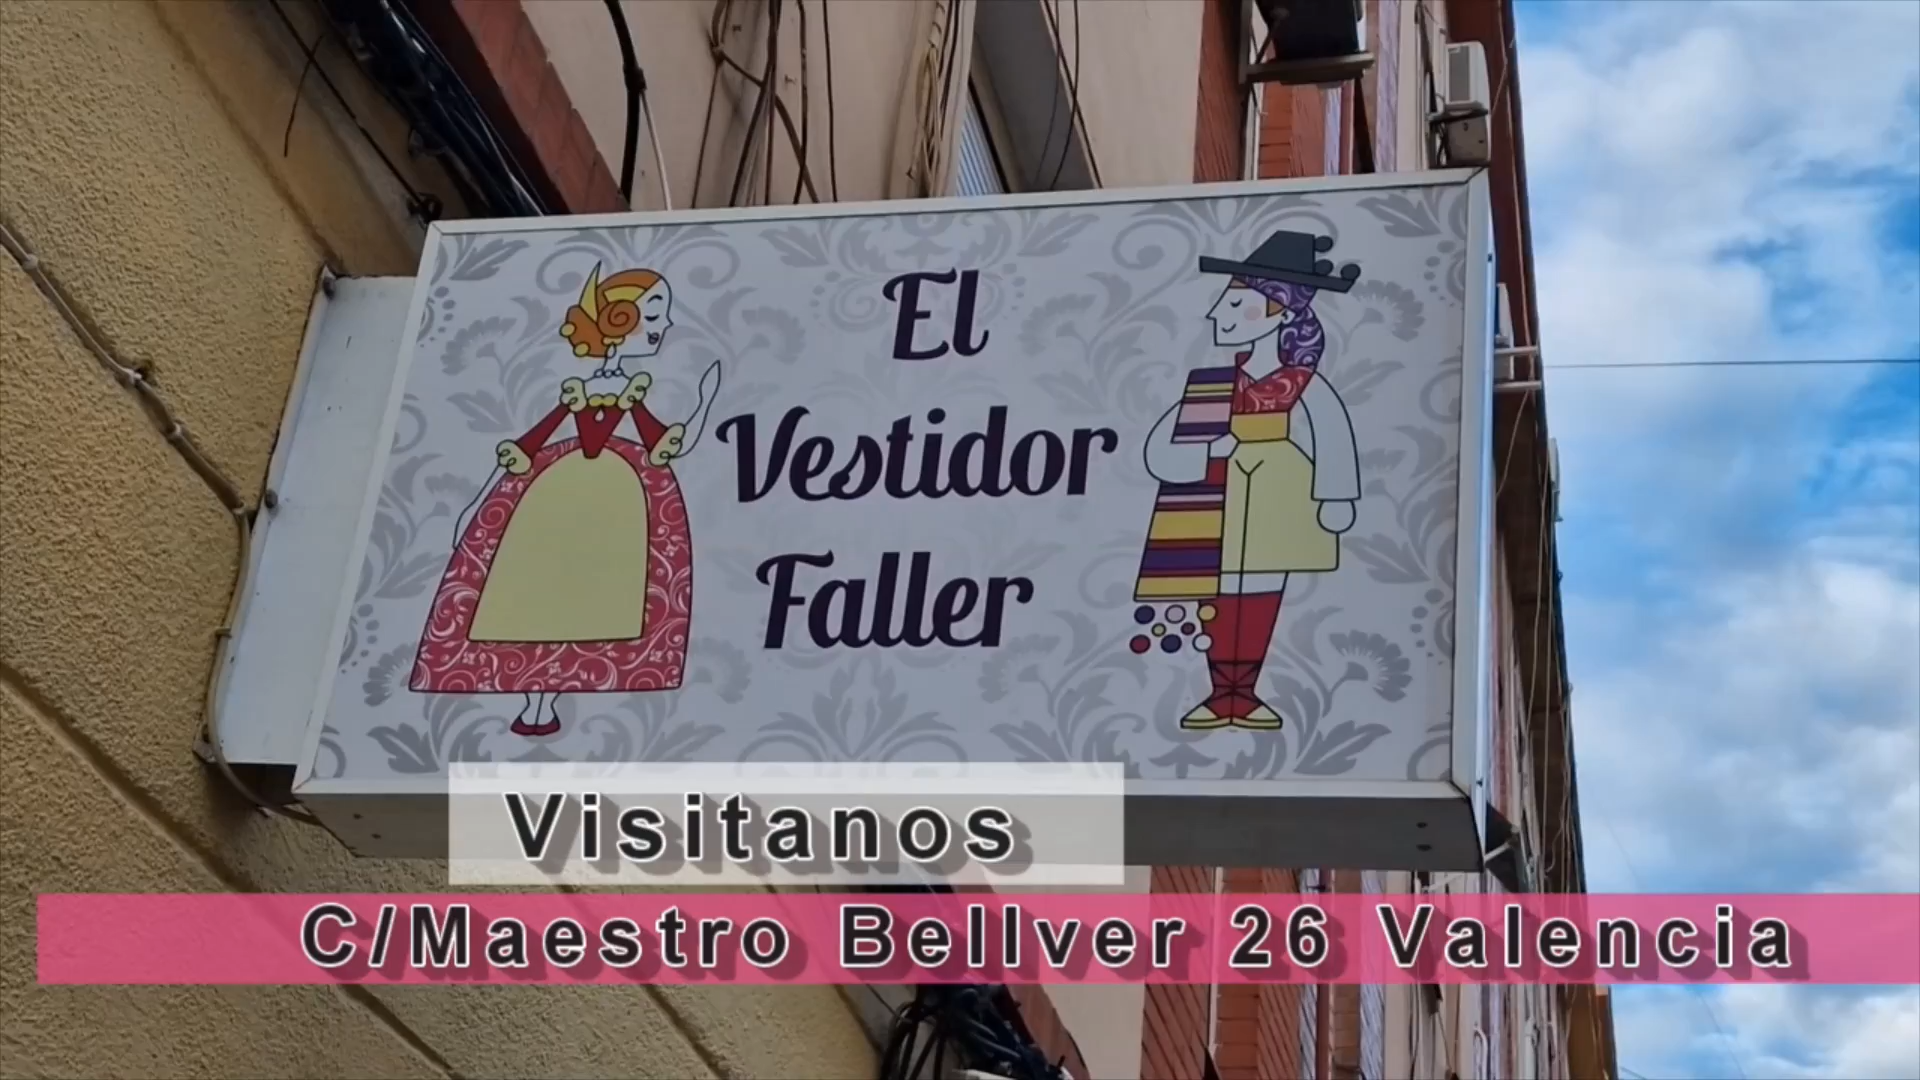 El
Vestidor
Faller
Visitanos
C/Maestro Bellver 26 Valencia